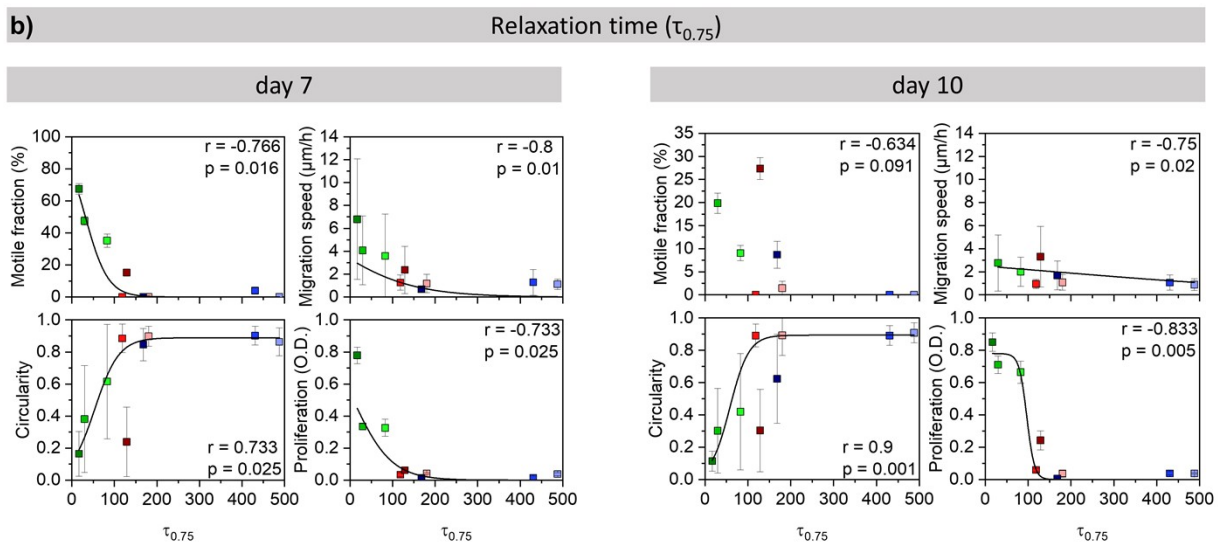 b) Relaxation time (τ0.75)
day 7
day 10
Motile fraction (%)
100
80
60
40
20
0
r = -0.766
p = 0.016
Migration speed (µm/h)
14
12
10
8
6
4
2
0
r = -0.8
p = 0.01
Circularity
1.0
0.8
0.6
0.4
0.2
0.0
r = 0.733
p = 0.025
0 100 200 300 400 500
τ0.75
Proliferation (O.D.)
1.0
0.8
0.6
0.4
0.2
0.0
r = -0.733
p = 0.025
0 100 200 300 400 500
τ0.75
Motile fraction (%)
35
30
25
20
15
10
5
0
r = -0.634
p = 0.091
Migration speed (µm/h)
14
12
10
8
6
4
2
0
r = -0.75
p = 0.02
Circularity
1.0
0.8
0.6
0.4
0.2
0.0
r = 0.9
p = 0.001
0 100 200 300 400 500
τ0.75
Proliferation (O.D.)
1.0
0.8
0.6
0.4
0.2
0.0
r = -0.833
p = 0.005
0 100 200 300 400 500
τ0.75